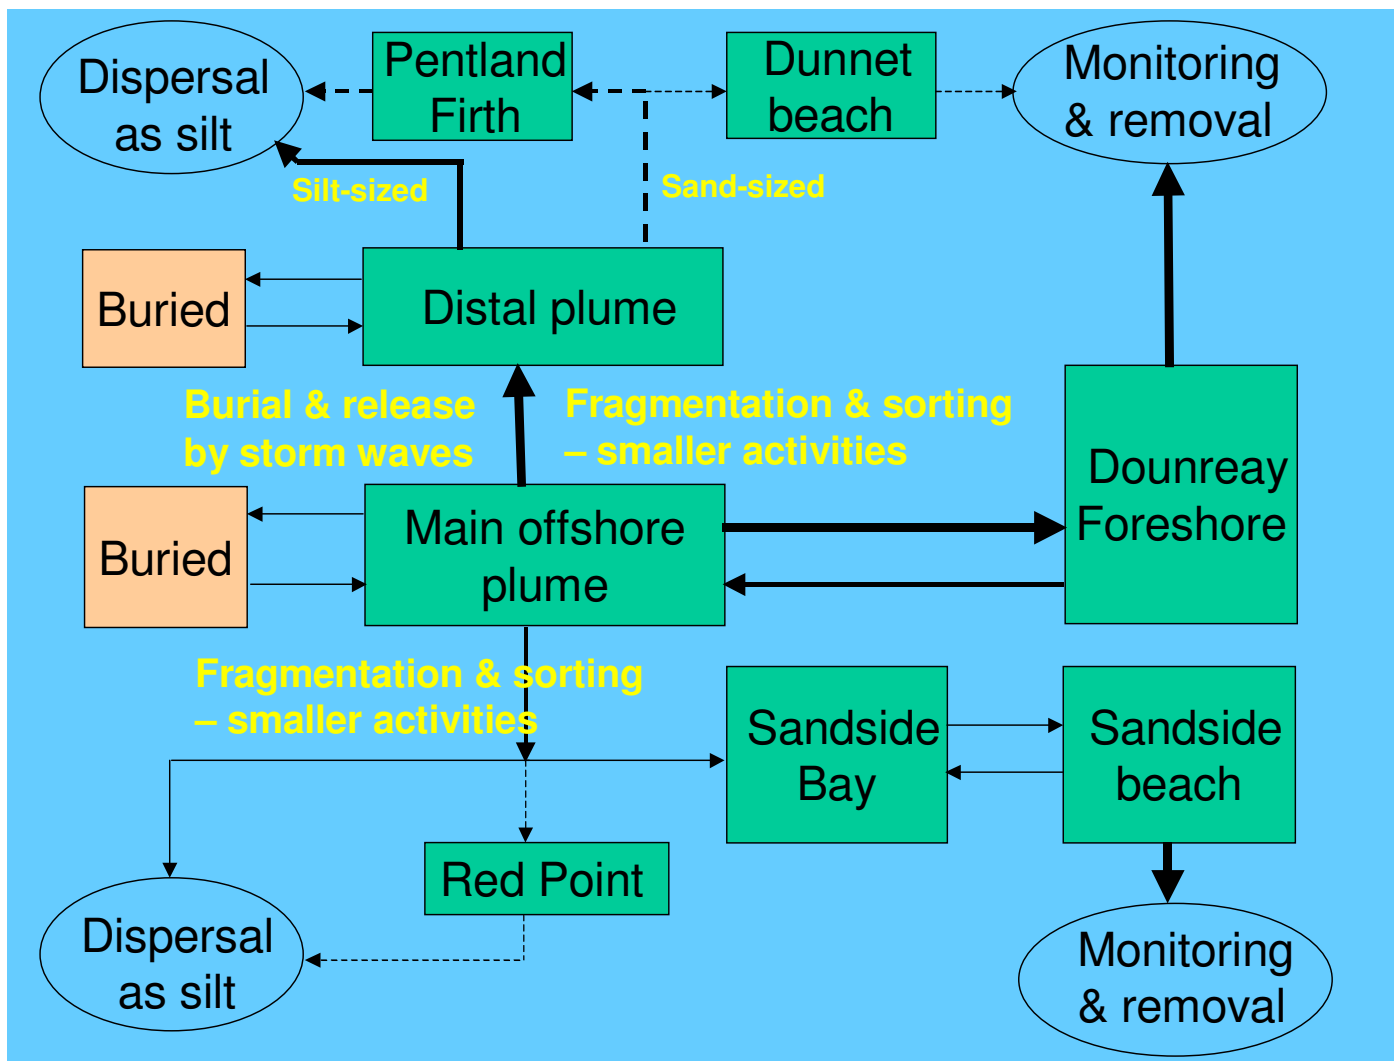 Dispersal
as silt
Pentland
Firth
Dunnet
beach
Monitoring
& removal
Silt-sized
Sand-sized
Buried
Distal plume
Burial & release
by storm waves
Fragmentation & sorting
– smaller activities
Dounreay
Foreshore
Buried
Main offshore
plume
Fragmentation & sorting
– smaller activities
Sandside
Bay
Sandside
beach
Red Point
Dispersal
as silt
Monitoring
& removal